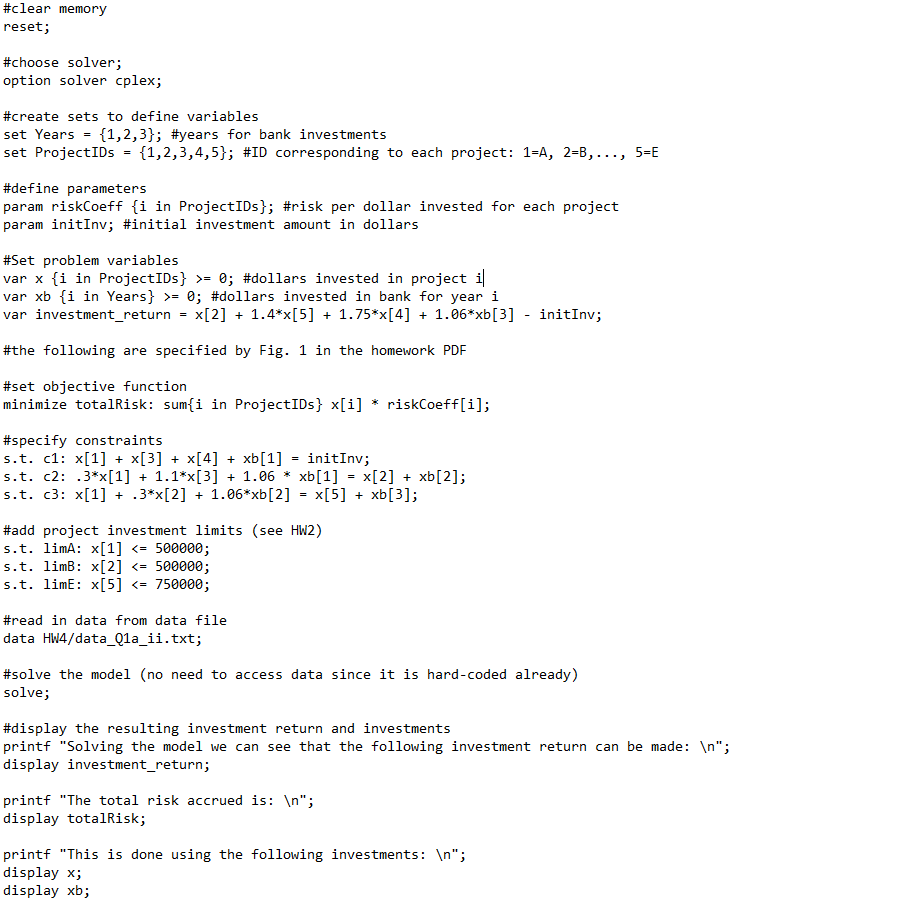 #clear memory
reset;
#choose solver;
option solver cplex;
#create sets to define variables
set Years = {1,2,3}; #years for bank investments
set ProjectIDs = {1,2,3,4,5}; #ID corresponding to each project: 1=A, 2=B,..., 5=E
#define parameters
param riskCoeff {i in ProjectIDs}; #risk per dollar invested for each project
param initInv; #initial investment amount in dollars
#Set problem variables
var x {i in ProjectIDs} >= 0; #dollars invested in project i
var xb {i in Years} >= 0; #dollars invested in bank for year i
var investment_return = x[2] + 1.4*x[5] + 1.75*x[4] + 1.06*xb[3] - initInv;
#the following are specified by Fig. 1 in the homework PDF
#set objective function
minimize totalRisk: sum{i in ProjectIDs} x[i] * riskCoeff[i];
#specify constraints
s.t. c1: x[1] + x[3] + x[4] + xb[1] = initInv;
s.t. c2: .3*x[1] + 1.1*x[3] + 1.06 * xb[1] = x[2] + xb[2];
s.t. c3: x[1] + .3*x[2] + 1.06*xb[2] = x[5] + xb[3];
#add project investment limits (see HW2)
s.t. limA: x[1] <= 500000;
s.t. limB: x[2] <= 500000;
s.t. limE: x[5] <= 750000;
#read in data from data file
data HW4/data_Q1a_ii.txt;
#solve the model (no need to access data since it is hard-coded already)
solve;
#display the resulting investment return and investments
printf "Solving the model we can see that the following investment return can be made: \n";
display investment_return;
printf "The total risk accrued is: \n";
display totalRisk;
printf "This is done using the following investments: \n";
display x;
display xb;